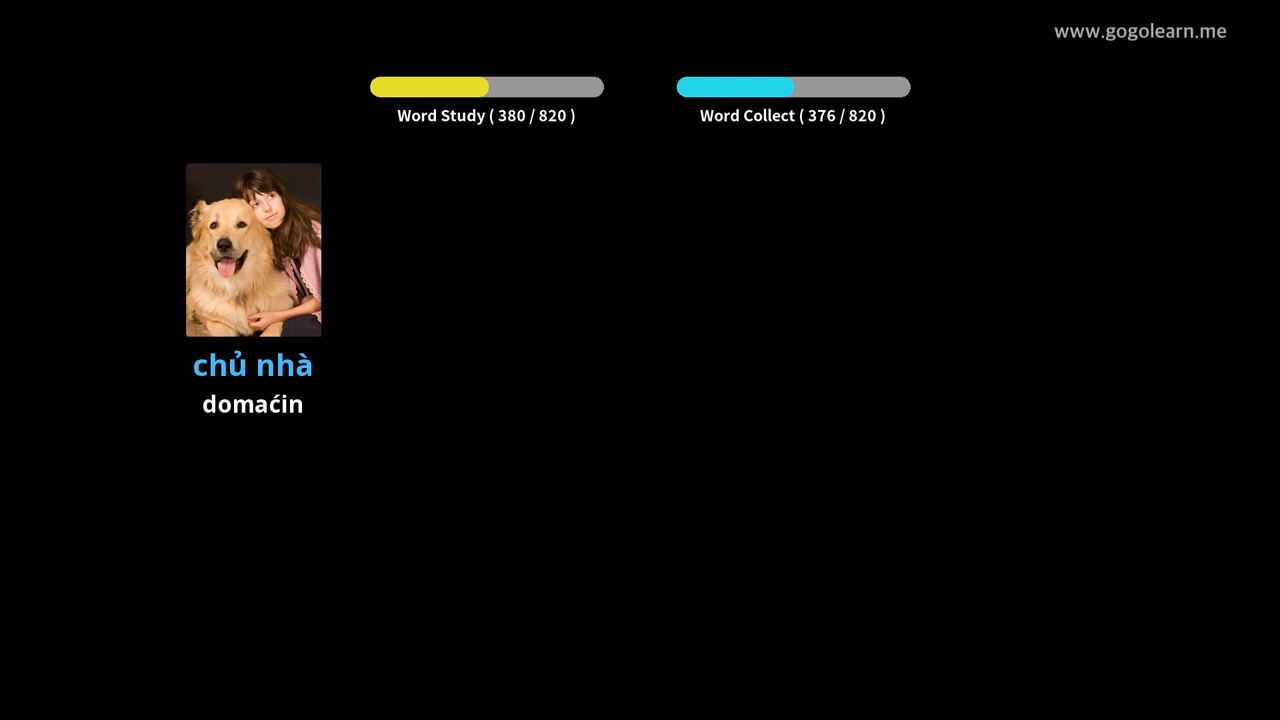 www.gogolearn.me
Word Study ( 380 / 820 )
Word Collect ( 376 / 820 )
chủ nhà
domaćin